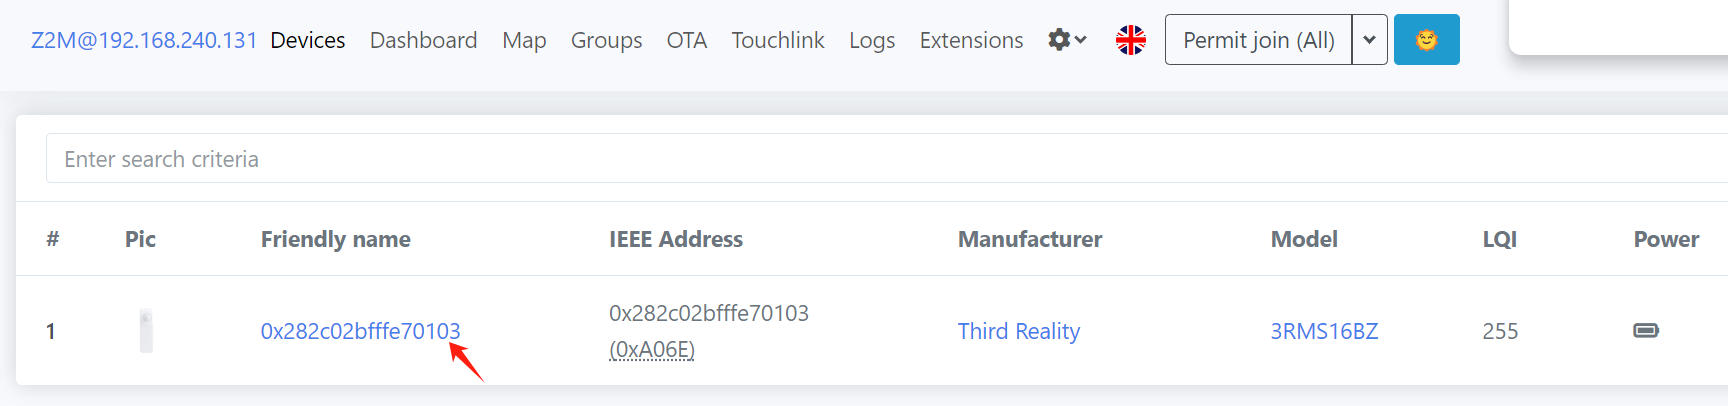 Z2M@192.168.240.131 Devices Dashboard Map Groups OTA Touchlink Logs Extensions Permit join (All)
Enter search criteria
# Pic Friendly name IEEE Address Manufacturer Model LQI Power
1 0x282c02bfffe70103 0x282c02bfffe70103 Third Reality 3RMS16BZ 255
(0xA06E)